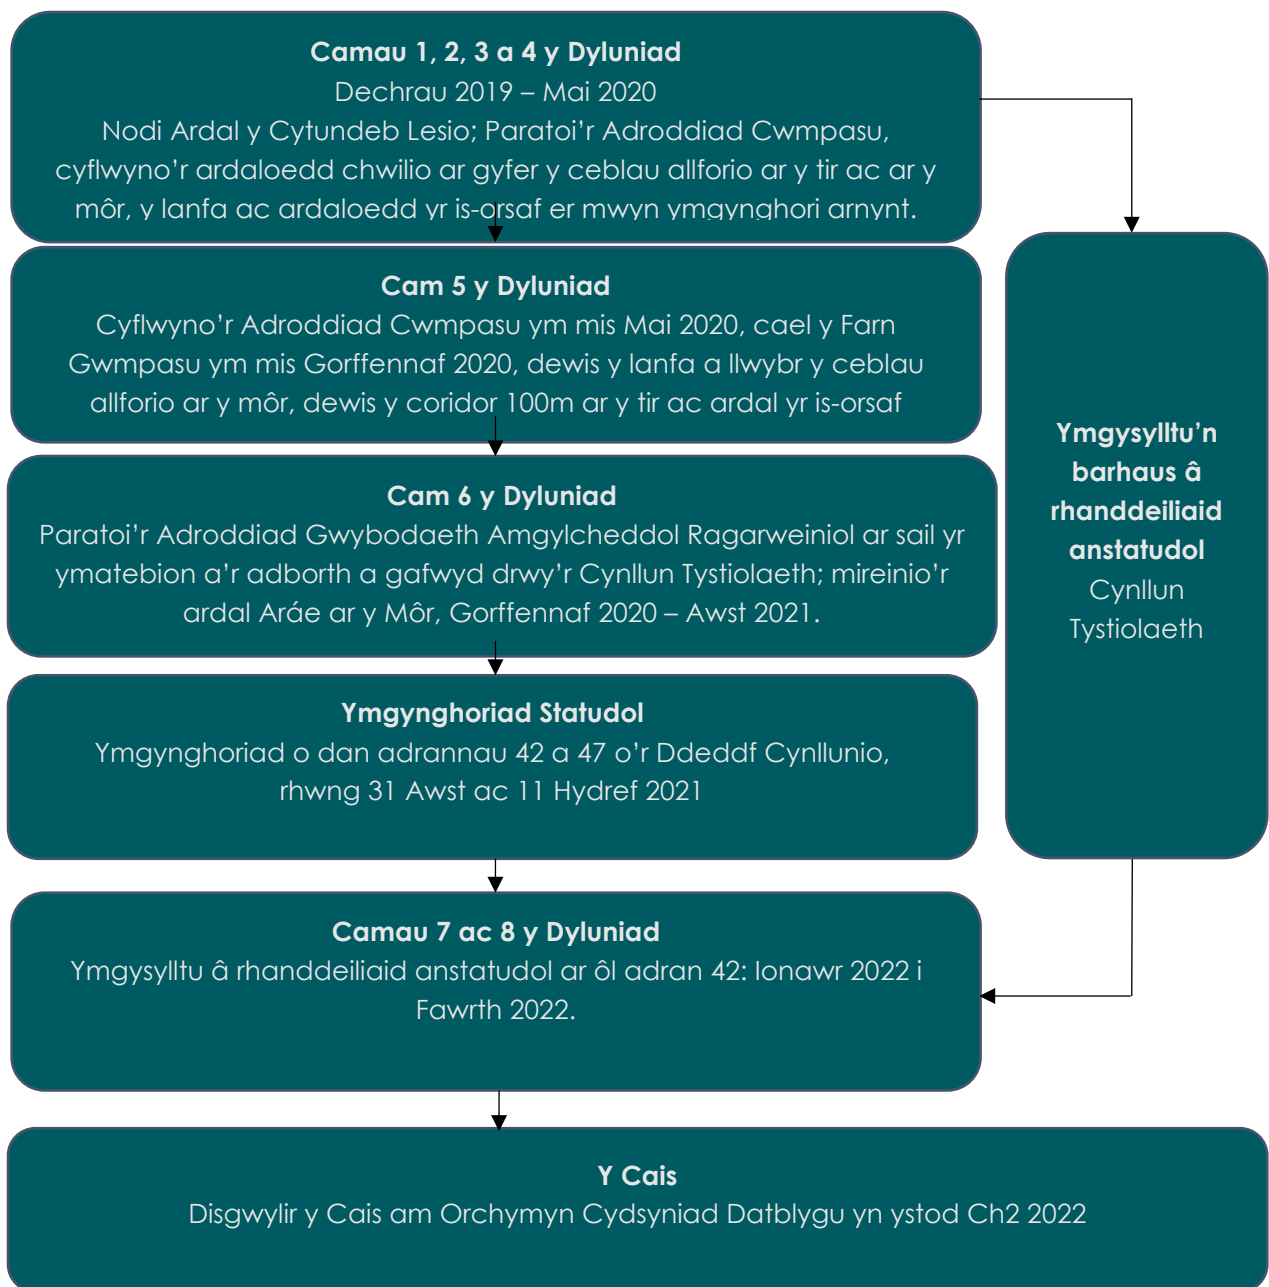 Camau 1, 2, 3 a 4 y Dyluniad
Dechrau 2019 – Mai 2020
Nodi Ardal y Cytundeb Lesio; Paratoi’r Adroddiad Cwmpasu,
cyflwyno’r ardaloedd chwilio ar gyfer y ceblau allforio ar y tir ac ar y
môr, y lanfa ac ardaloedd yr is-orsaf er mwyn ymgynghori arnynt.
Cam 5 y Dyluniad
Cyflwyno’r Adroddiad Cwmpasu ym mis Mai 2020, cael y Farn
Gwmpasu ym mis Gorffennaf 2020, dewis y lanfa a llwybr y ceblau
allforio ar y môr, dewis y coridor 100m ar y tir ac ardal yr is-orsaf
Cam 6 y Dyluniad
Paratoi’r Adroddiad Gwybodaeth Amgylcheddol Ragarweiniol ar sail yr
ymatebion a’r adborth a gafwyd drwy’r Cynllun Tystiolaeth; mireinio’r
ardal Aráe ar y Môr, Gorffennaf 2020 – Awst 2021.
Ymgynghoriad Statudol
Ymgynghoriad o dan adrannau 42 a 47 o’r Ddeddf Cynllunio,
rhwng 31 Awst ac 11 Hydref 2021
Camau 7 ac 8 y Dyluniad
Ymgysylltu â rhanddeiliaid anstatudol ar ôl adran 42: Ionawr 2022 i
Fawrth 2022.
Ymgysylltu’n
barhaus â
rhanddeiliaid
anstatudol
Cynllun
Tystiolaeth
Y Cais
Disgwylir y Cais am Orchymyn Cydsyniad Datblygu yn ystod Ch2 2022